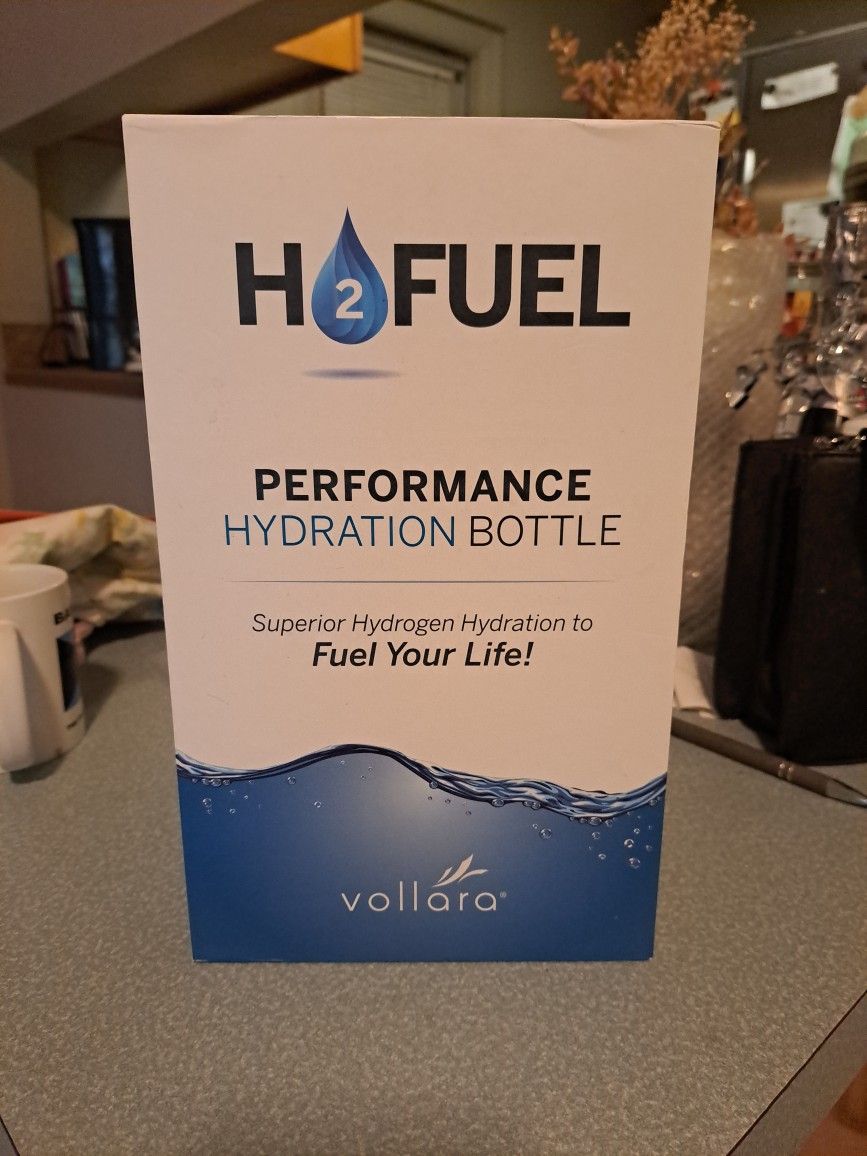 H2FUEL
PERFORMANCE
HYDRATION BOTTLE
Superior Hydrogen Hydration to
Fuel Your Life!
vollara®